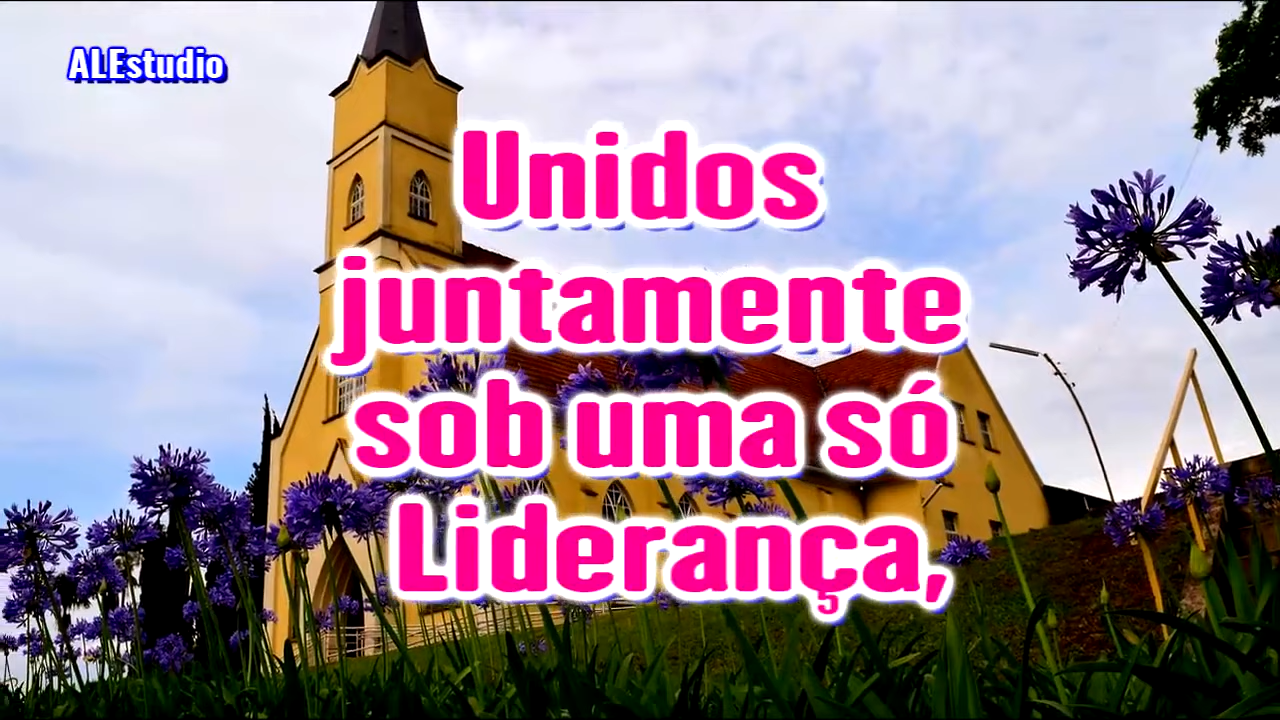 ALEstudio
Unidos
juntamente
sob uma só
Liderança,